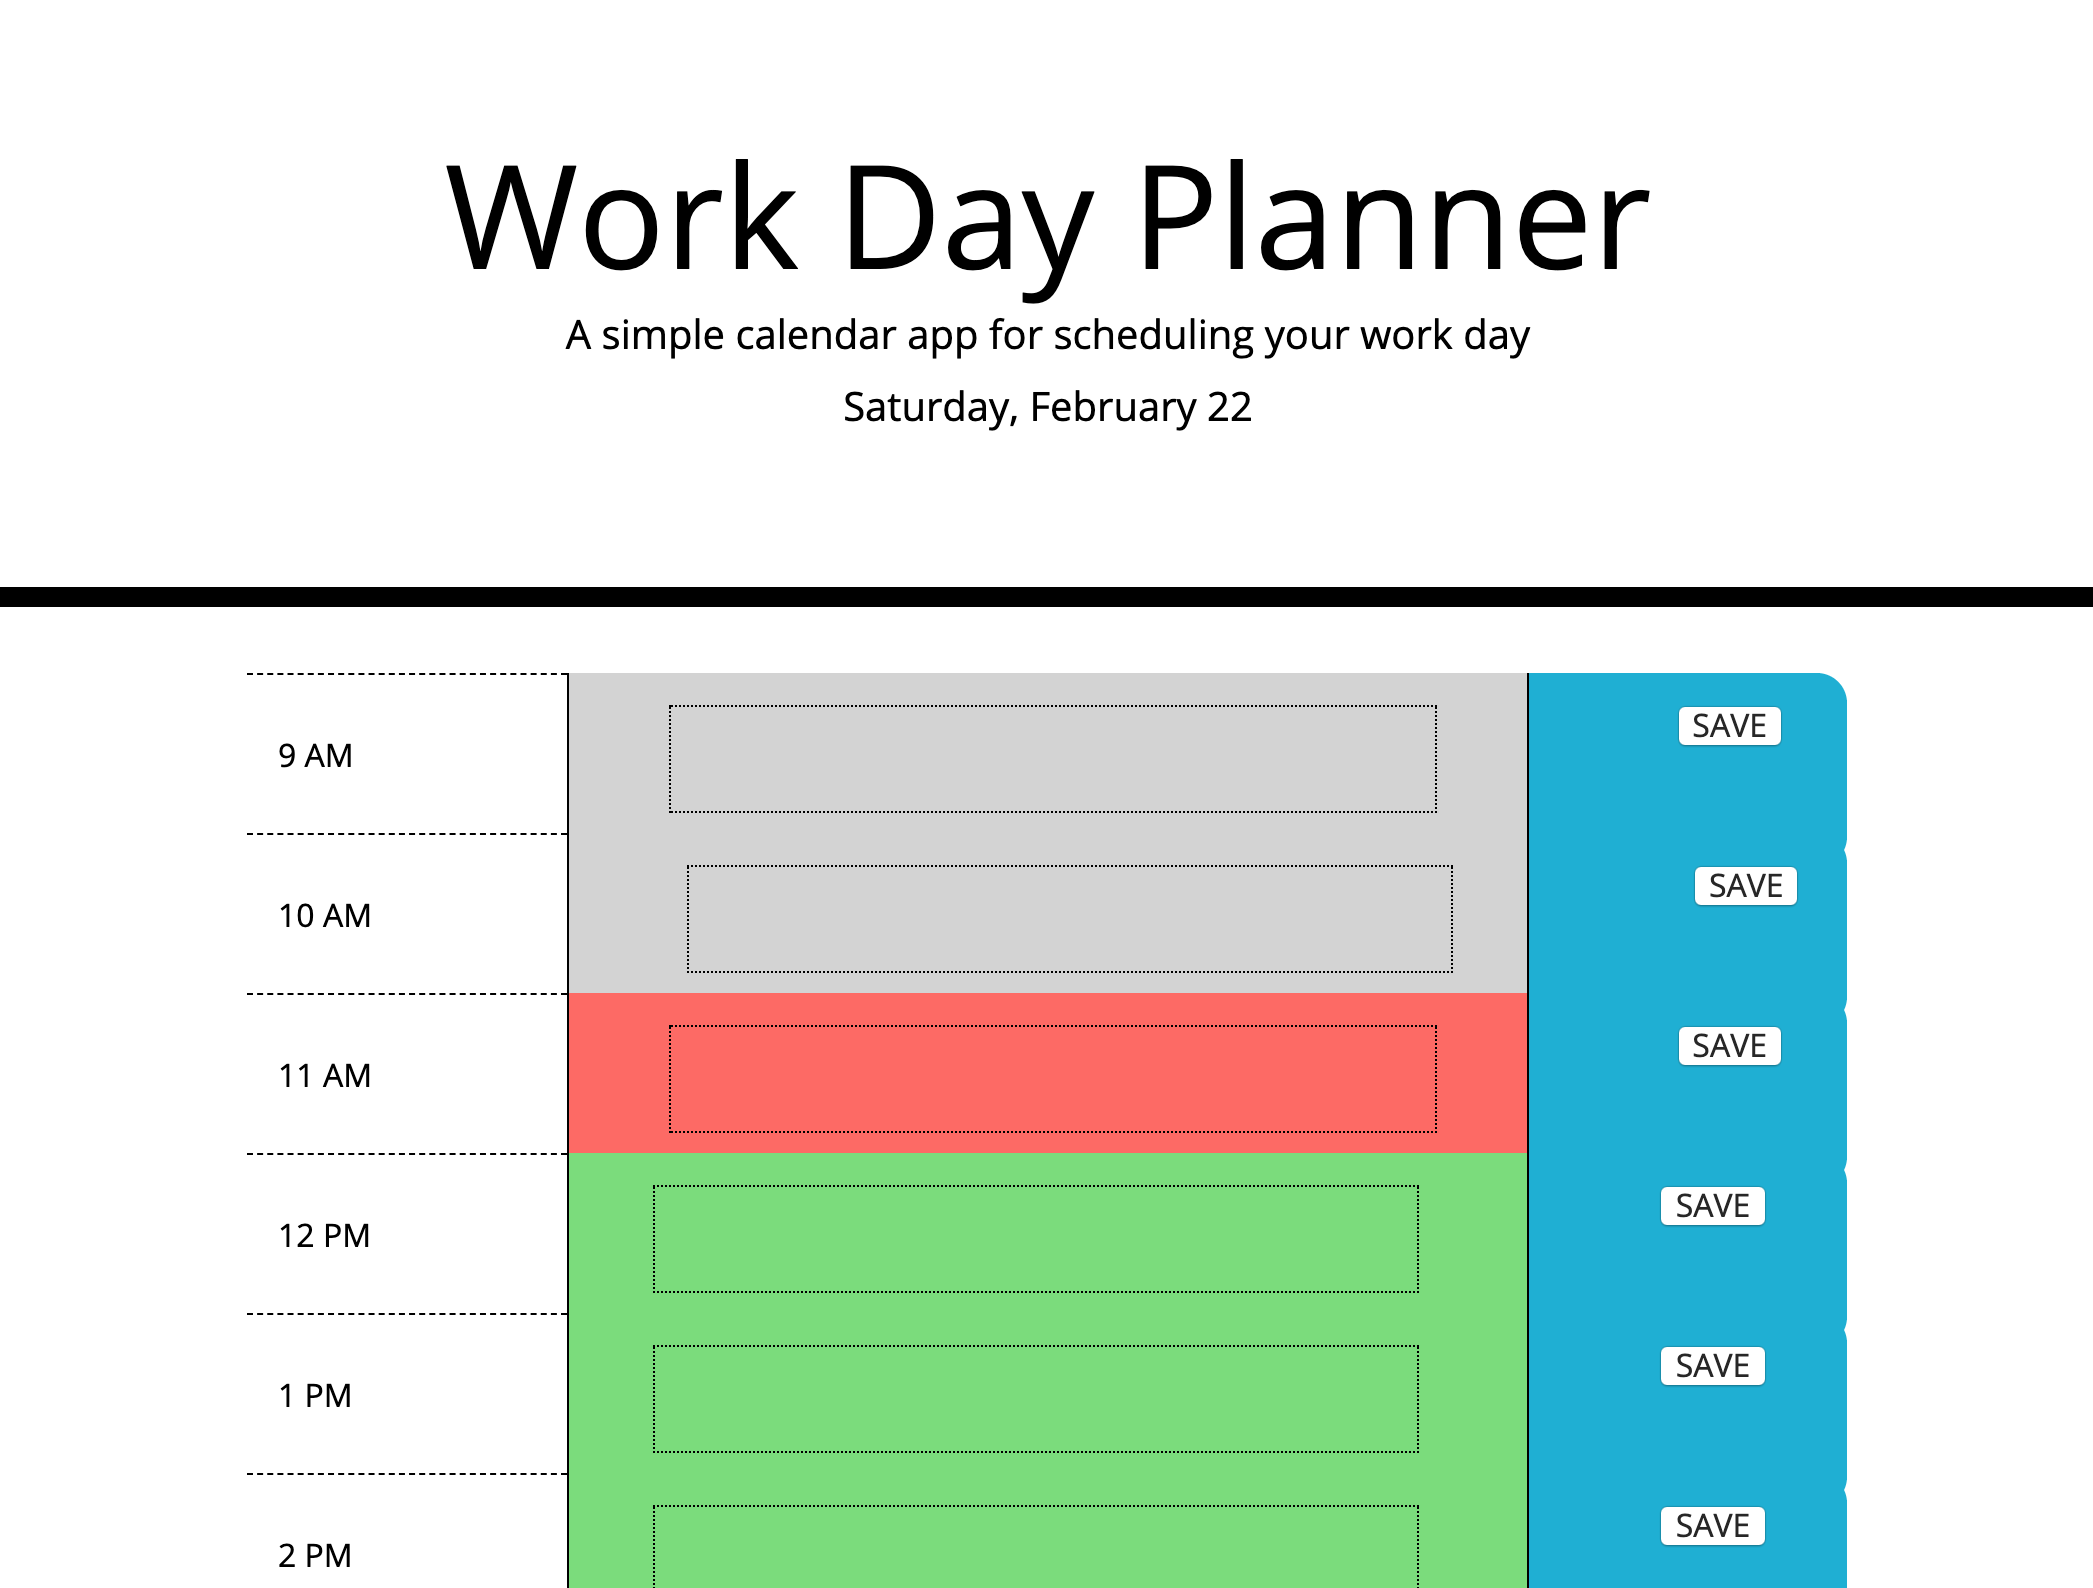 Work Day Planner
A simple calendar app for scheduling your work day
Saturday, February 22
9 AM
SAVE
10 AM
SAVE
11 AM
SAVE
12 PM
SAVE
1 PM
SAVE
2 PM
SAVE